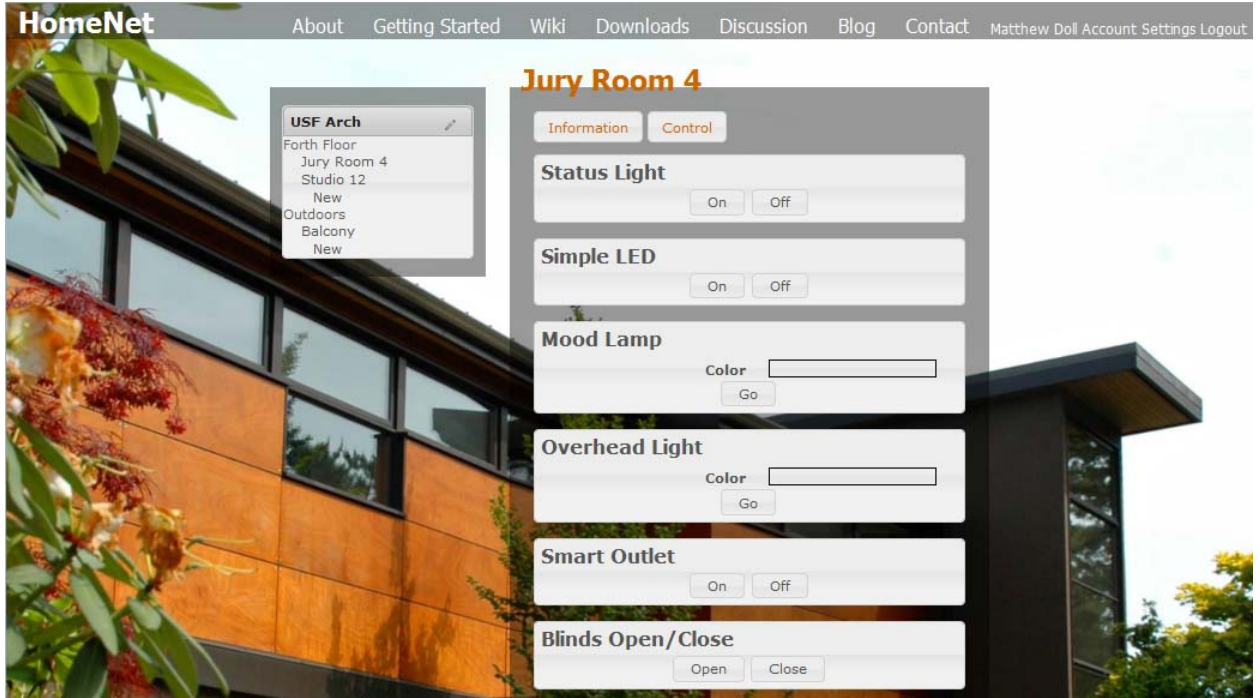 HomeNet About Getting Started Wiki Downloads Discussion Blog Contact Matthew Doll Account Settings Logout
USF Arch
Forth Floor
Jury Room 4
Studio 12
New
Outdoors
Balcony
New
Jury Room 4
Information Control
Status Light
On Off
Simple LED
On Off
Mood Lamp
Color
Go
Overhead Light
Color
Go
Smart Outlet
On Off
Blinds Open/Close
Open Close